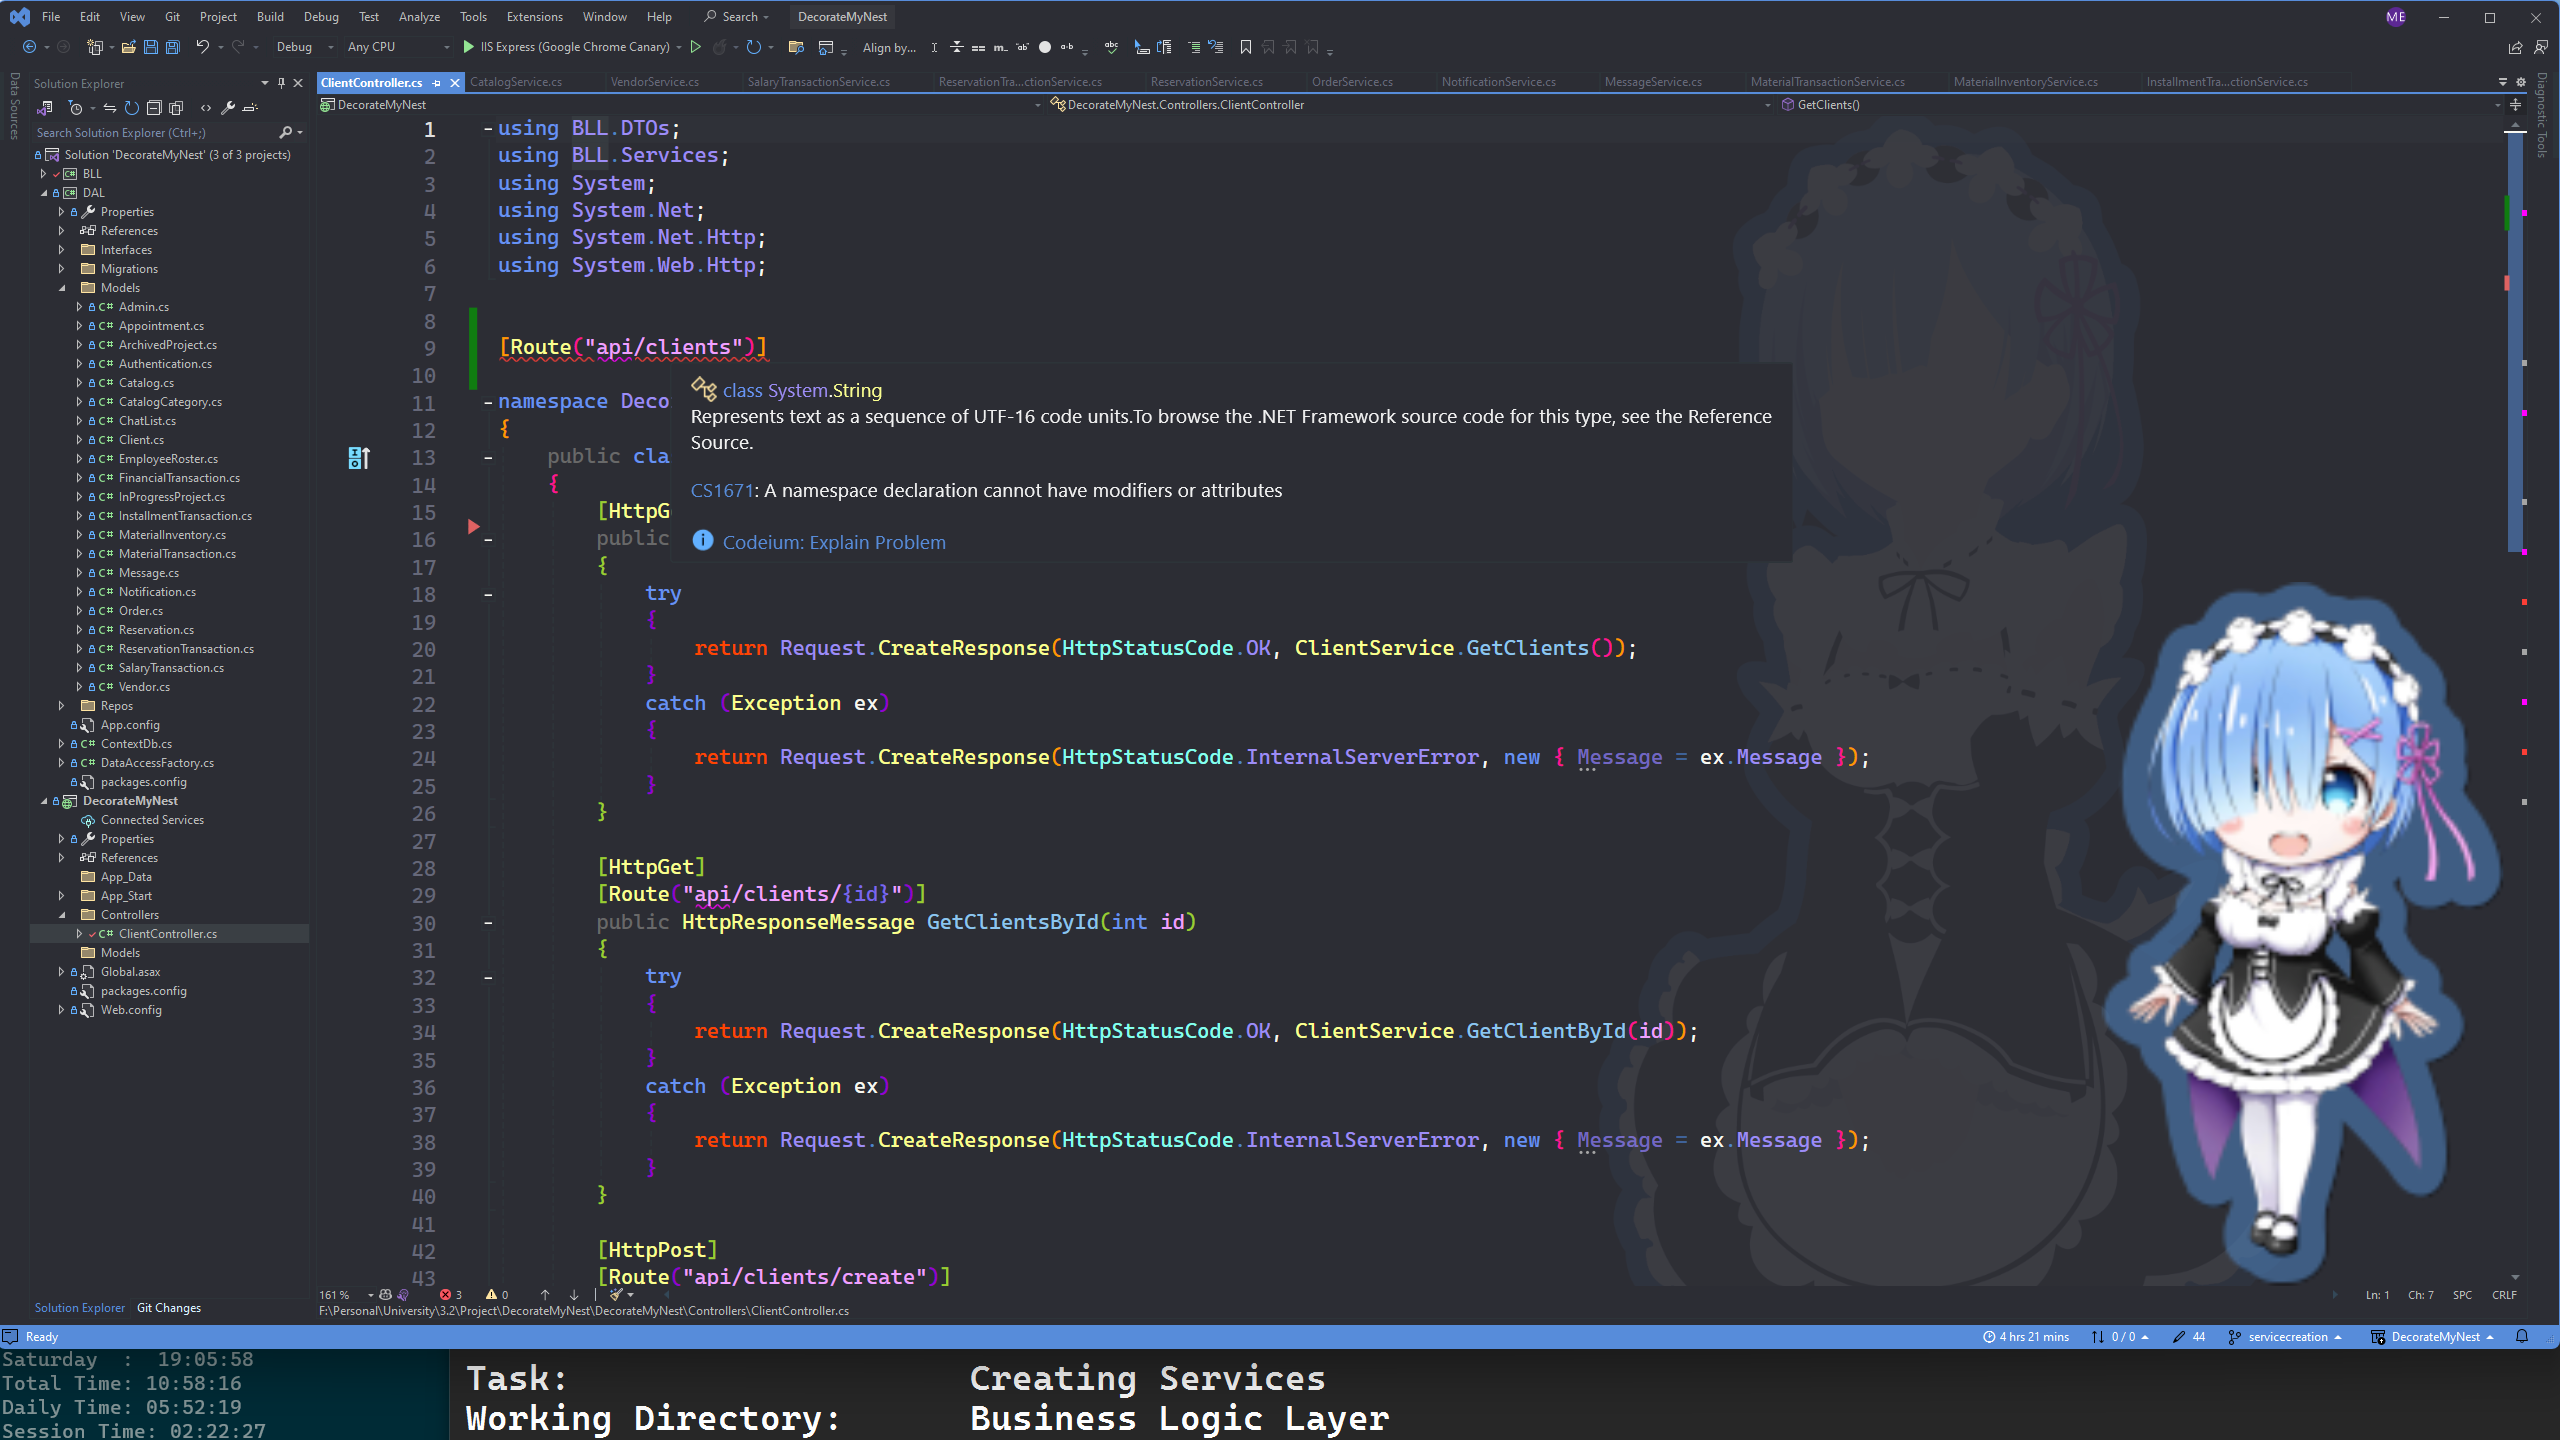 File Edit View Git Project Build Debug Test Analyze Tools Extensions Window Help Search DecorateMyNest ME
Debug Any CPU IIS Express (Google Chrome Canary) Align by...
Data Sources
Solution Explorer
Search Solution Explorer (Ctrl+;)
Solution 'DecorateMyNest' (3 of 3 projects)
BLL
DAL
Properties
References
Interfaces
Migrations
Models
C# Admin.cs
C# Appointment.cs
C# ArchivedProject.cs
C# Authentication.cs
C# Catalog.cs
C# CatalogCategory.cs
C# ChatList.cs
C# Client.cs
C# EmployeeRoster.cs
C# FinancialTransaction.cs
C# InProgressProject.cs
C# InstallmentTransaction.cs
C# MaterialInventory.cs
C# MaterialTransaction.cs
C# Message.cs
C# Notification.cs
C# Order.cs
C# Reservation.cs
C# ReservationTransaction.cs
C# SalaryTransaction.cs
C# Vendor.cs
Repos
App.config
C# ContextDb.cs
C# DataAccessFactory.cs
packages.config
DecorateMyNest
Connected Services
Properties
References
App_Data
App_Start
Controllers
C# ClientController.cs
Models
Global.asax
packages.config
Web.config
Solution Explorer Git Changes
ClientController.cs CatalogService.cs VendorService.cs SalaryTransactionService.cs ReservationTra...ctionService.cs ReservationService.cs OrderService.cs NotificationService.cs MessageService.cs MaterialTransactionService.cs MaterialInventoryService.cs InstallmentTra...ctionService.cs
DecorateMyNest DecorateMyNest.Controllers.ClientController GetClients()
Diagnostic Tools
1 using BLL.DTOs;
2 using BLL.Services;
3 using System;
4 using System.Net;
5 using System.Net.Http;
6 using System.Web.Http;
7
8
9 [Route("api/clients")]
10
11 namespace Deco
12 {
13 public cla
14 {
15 [HttpG
16 public
17 {
class System.String
Represents text as a sequence of UTF-16 code units.To browse the .NET Framework source code for this type, see the Reference
Source.
CS1671: A namespace declaration cannot have modifiers or attributes
Codeium: Explain Problem
18 try
19 {
20 return Request.CreateResponse(HttpStatusCode.OK, ClientService.GetClients());
21 }
22 catch (Exception ex)
23 {
24 return Request.CreateResponse(HttpStatusCode.InternalServerError, new { Message = ex.Message });
25 }
26 }
27
28 [HttpGet]
29 [Route("api/clients/{id}")]
30 public HttpResponseMessage GetClientsById(int id)
31 {
32 try
33 {
34 return Request.CreateResponse(HttpStatusCode.OK, ClientService.GetClientById(id));
35 }
36 catch (Exception ex)
37 {
38 return Request.CreateResponse(HttpStatusCode.InternalServerError, new { Message = ex.Message });
39 }
40 }
41
42 [HttpPost]
43 [Route("api/clients/create")]
161 % 3 0 Ln: 1 Ch: 7 SPC CRLF
F:\Personal\University\3.2\Project\DecorateMyNest\DecorateMyNest\Controllers\ClientController.cs
Ready 4 hrs 21 mins 0 / 0 44 servicecreation DecorateMyNest
Saturday : 19:05:58
Total Time: 10:58:16
Daily Time: 05:52:19
Session Time: 02:22:27
Task: Creating Services
Working Directory: Business Logic Layer